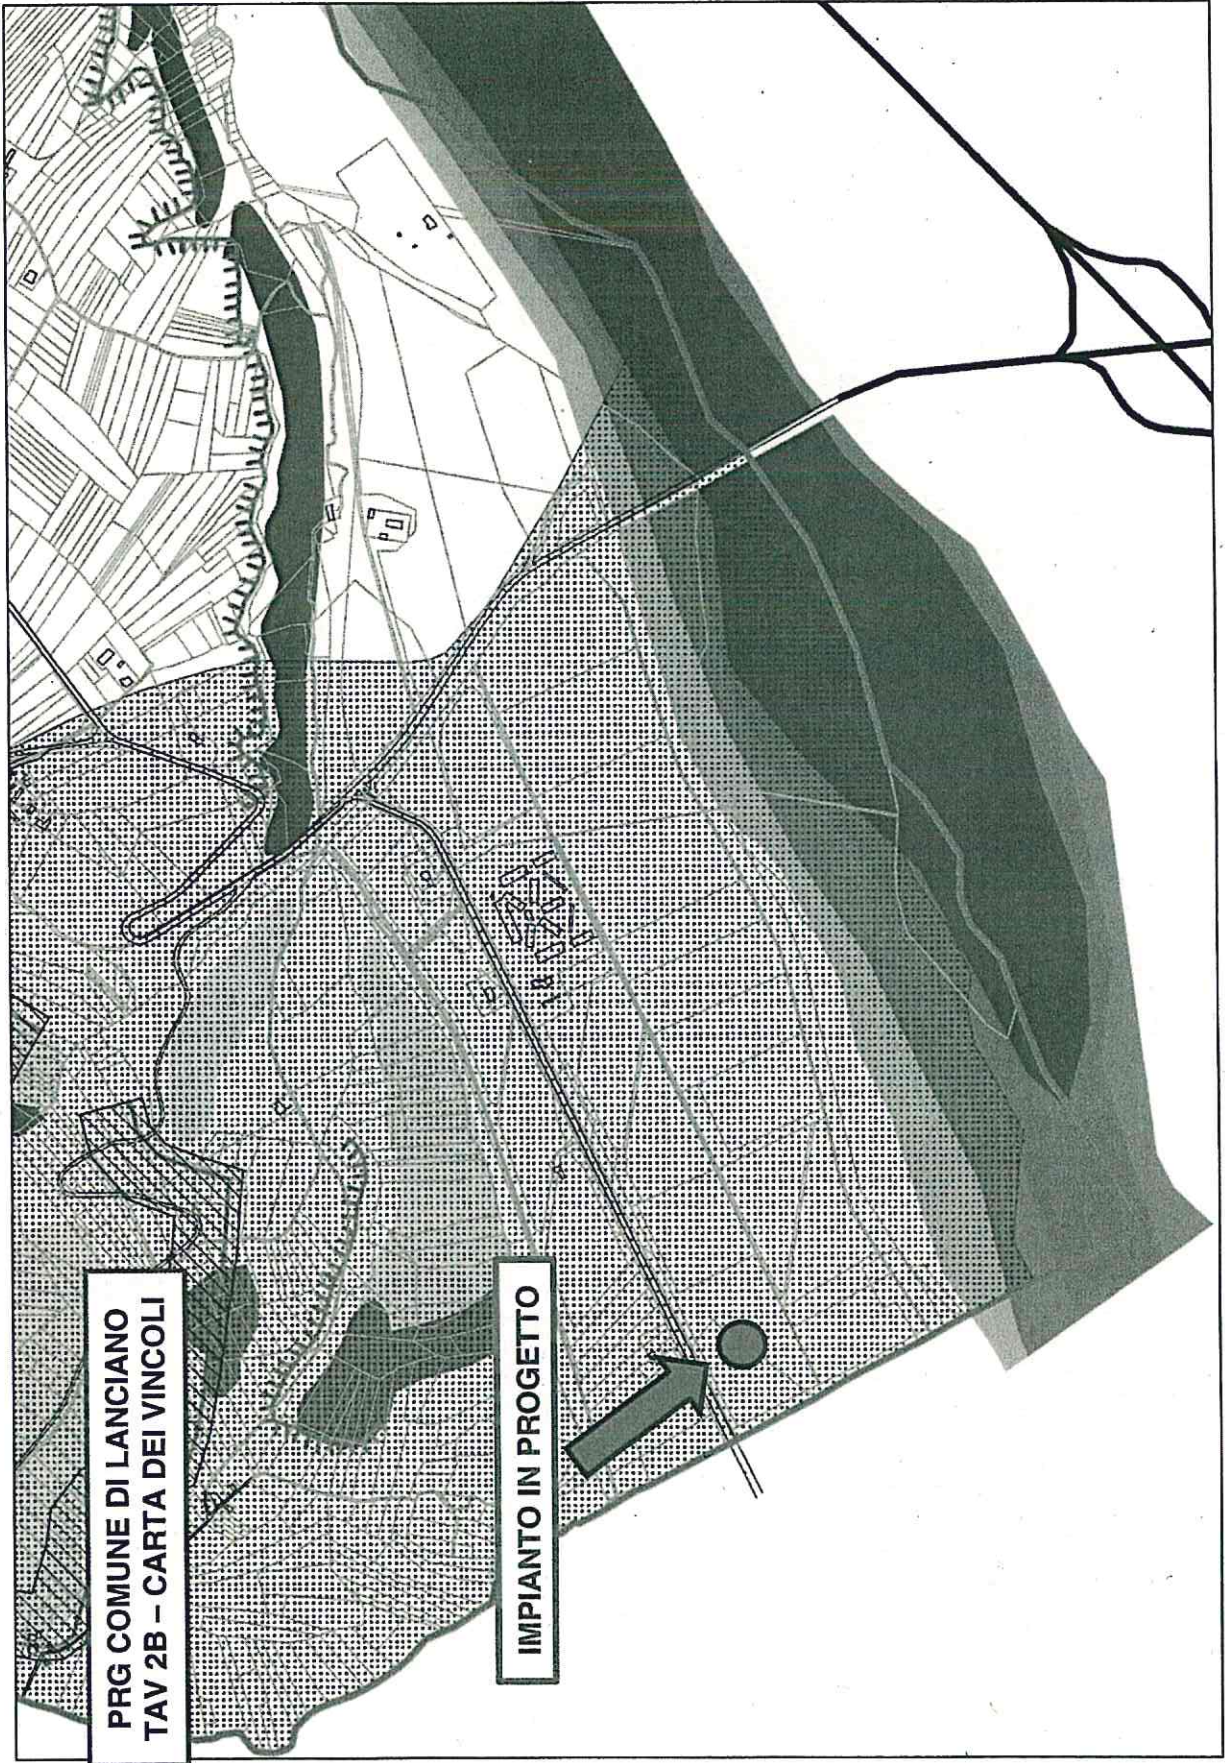 PRG COMUNE DI LANCIANO
TAV 2B – CARTA DEI VINCOLI
IMPIANTO IN PROGETTO